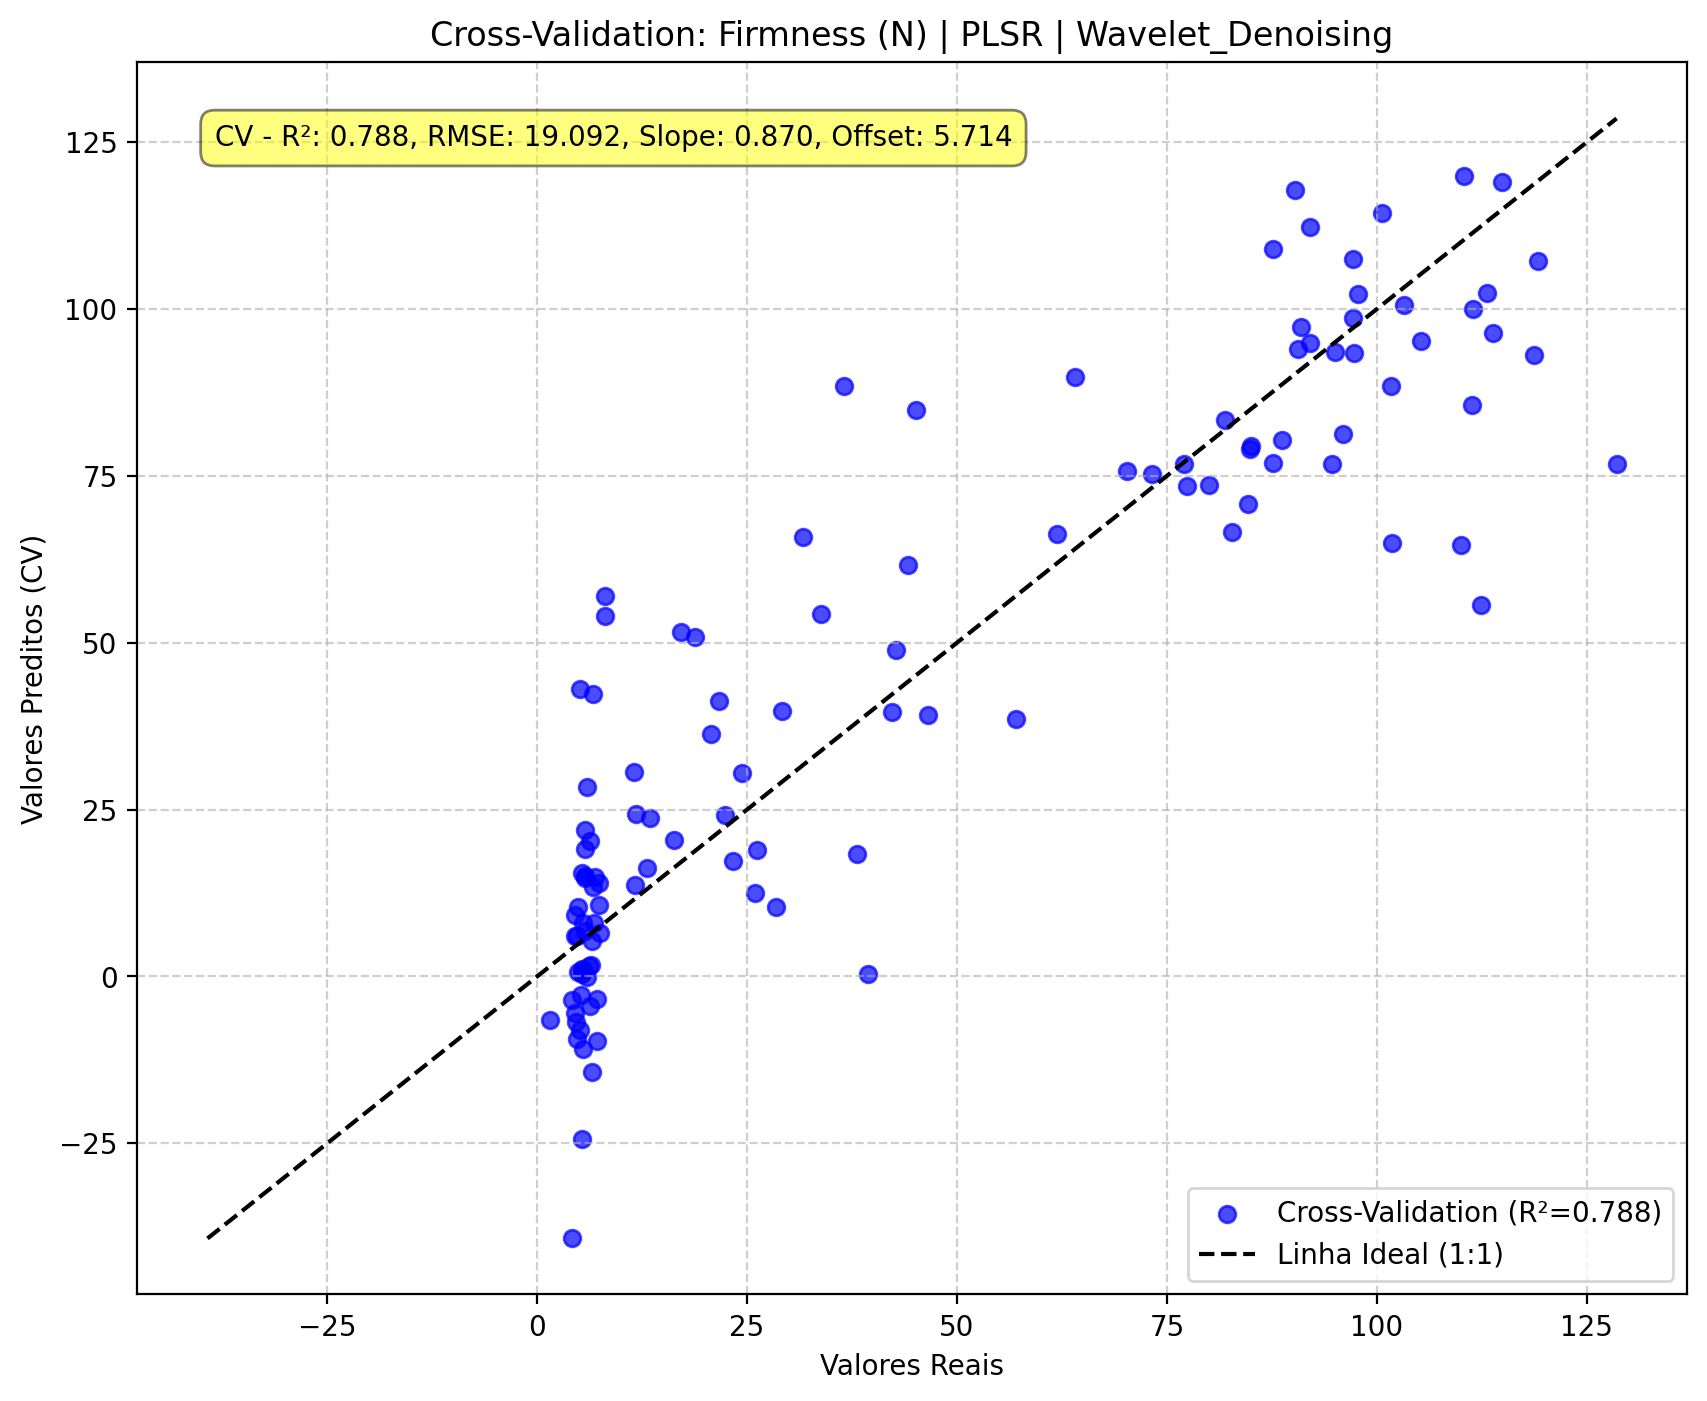 Cross-Validation: Firmness (N) | PLSR | Wavelet_Denoising
CV - R²: 0.788, RMSE: 19.092, Slope: 0.870, Offset: 5.714
Valores Preditos (CV)
125
100
75
50
25
0
−25
Cross-Validation (R²=0.788)
Linha Ideal (1:1)
−25
0
25
50
75
100
125
Valores Reais